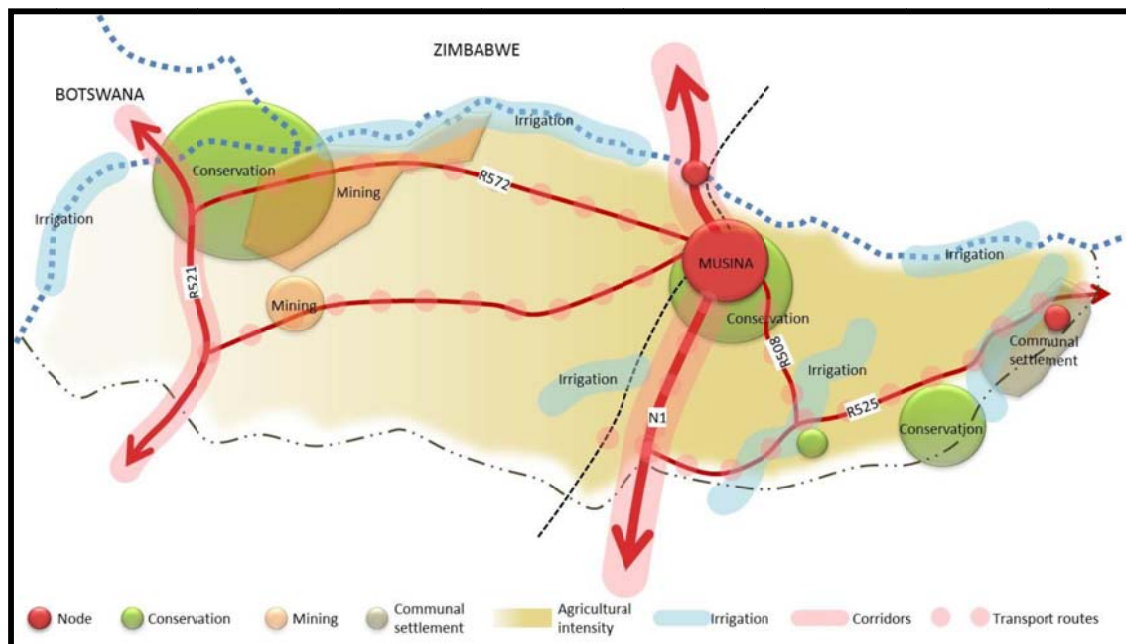 ZIMBABWE
BOTSWANA
Irrigation
Conservation
R572
Mining
Irrigation
R521
MUSINA
Irrigation
Mining
Conservation
R508
Communal
settlement
Irrigation
Irrigation
N1
R525
Conservation
Node
Conservation
Mining
Communal
settlement
Agricultural
intensity
Irrigation
Corridors
Transport routes